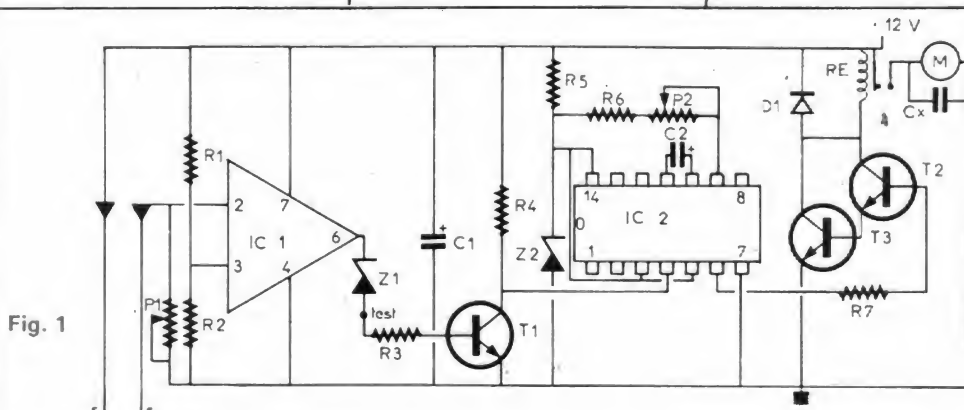 12 V
R5
R6
P2
RE
M
D1
C2
Cx
R1
T2
2
7
R4
14
8
IC 1
6
C1
IC 2
Z2
0
1
7
T3
3
4
Z1
P1
R2
test
T1
R7
Fig. 1
R3